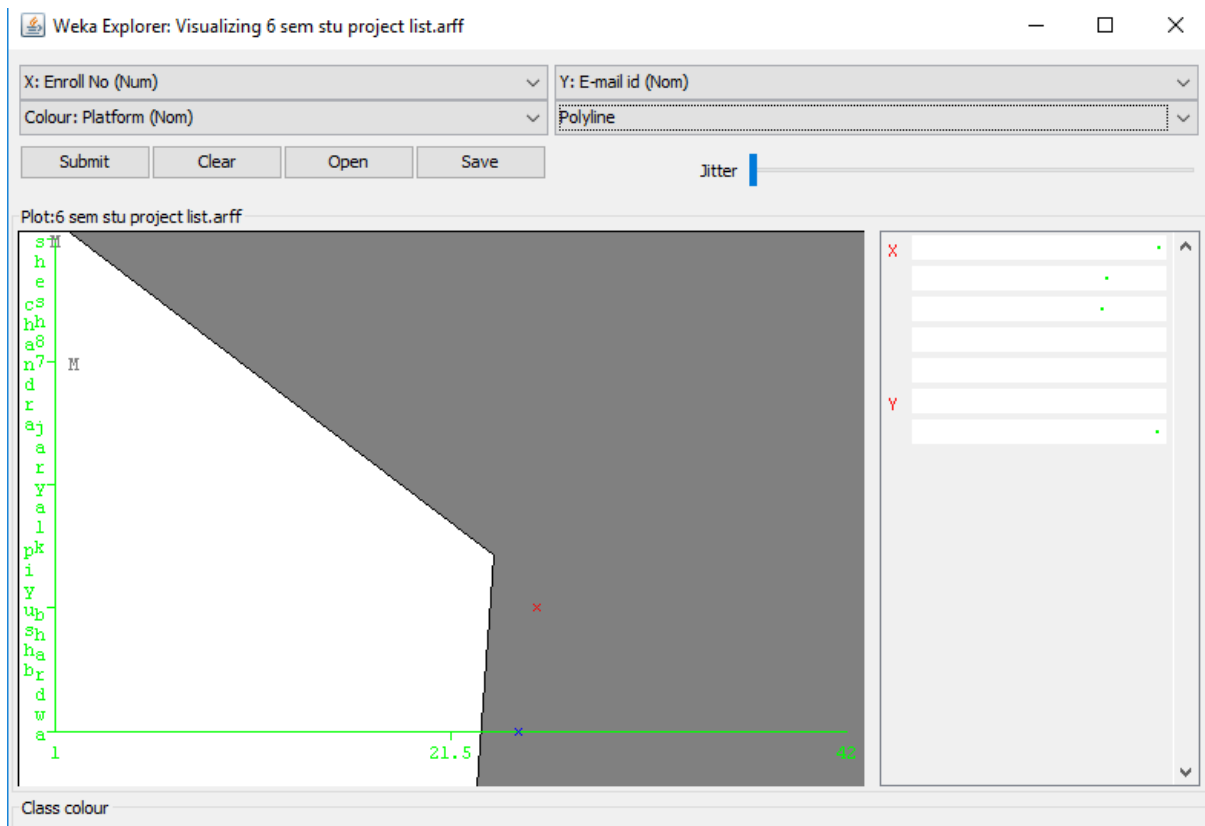 Weka Explorer: Visualizing 6 sem stu project list.arff
X: Enroll No (Num)
Y: E-mail id (Nom)
Colour: Platform (Nom)
Polyline
Submit
Clear
Open
Save
Jitter
Plot:6 sem stu project list.arff
M
M
X
Y
1
21.5
42
Class colour